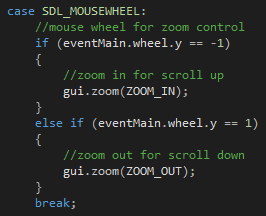 case SDL_MOUSEWHEEL:
//mouse wheel for zoom control
if (eventMain.wheel.y == -1)
{
//zoom in for scroll up
gui.zoom(ZOOM_IN);
}
else if (eventMain.wheel.y == 1)
{
//zoom out for scroll down
gui.zoom(ZOOM_OUT);
}
break;